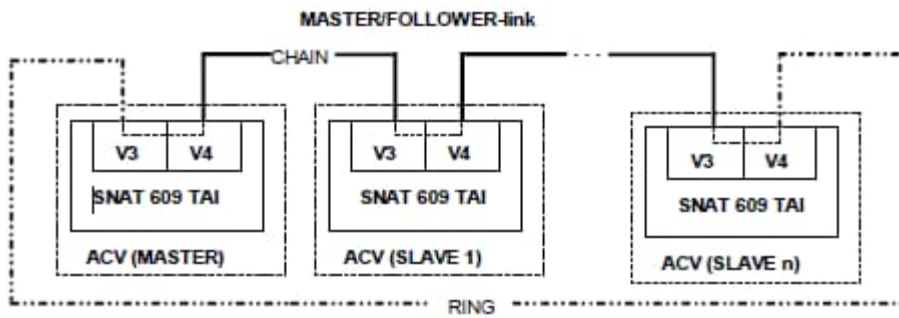 MASTER/FOLLOWER-link
CHAIN
V3 V4
SNAT 609 TAI
ACV (MASTER)
V3 V4
SNAT 609 TAI
ACV (SLAVE 1)
V3 V4
SNAT 609 TAI
ACV (SLAVE n)
RING